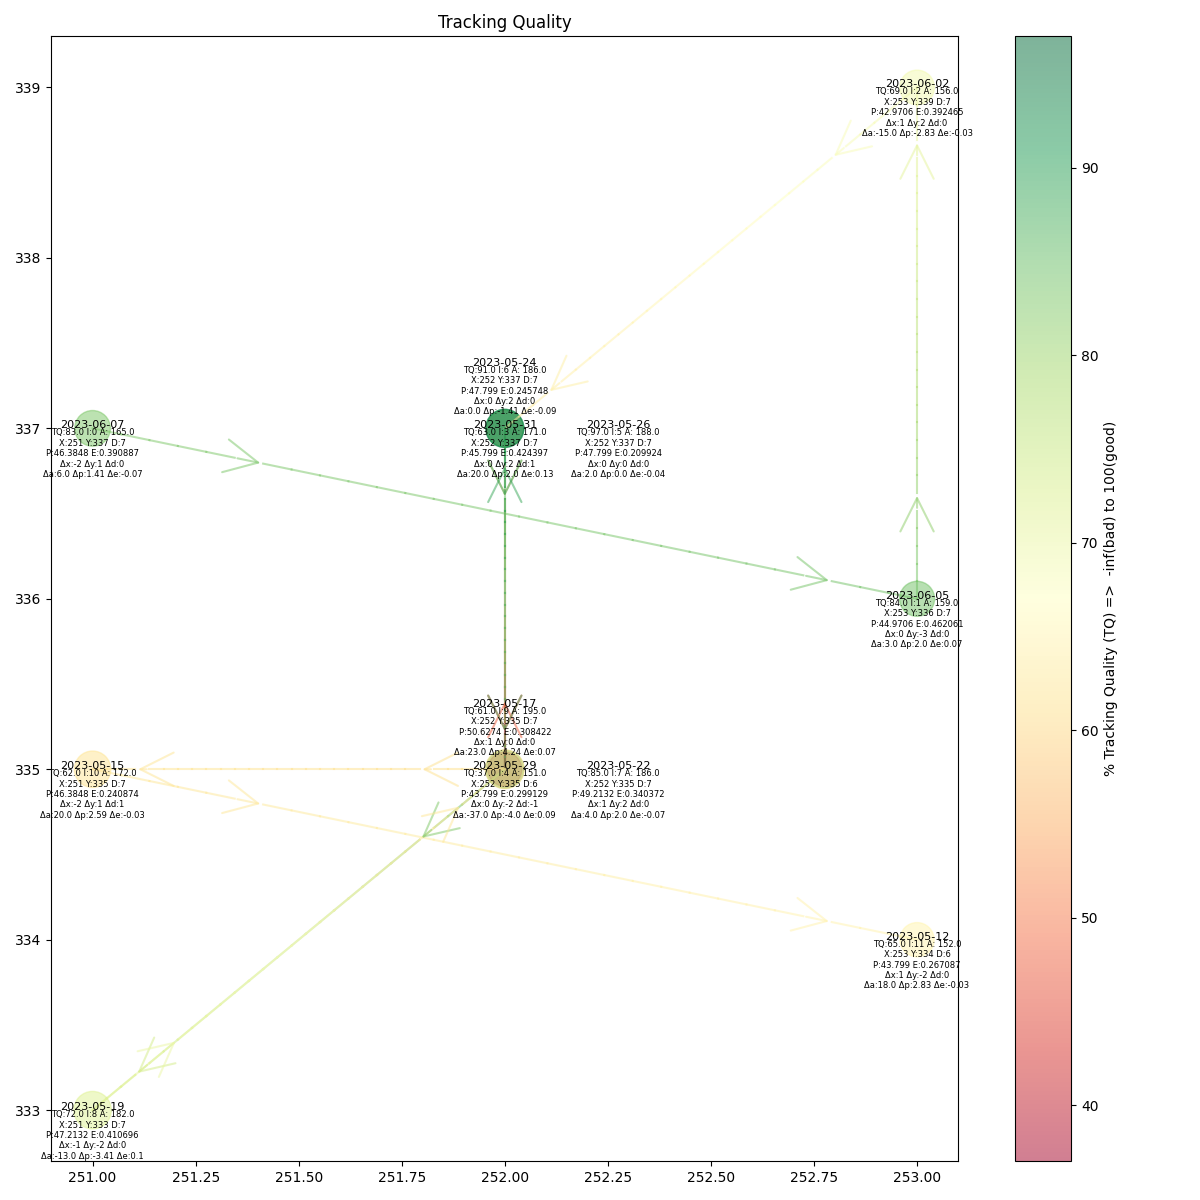 Tracking Quality
339
338
337
336
335
334
333
2023-06-02
TQ:69.0 I:2 A: 156.0
X:253 Y:339 D:7
P:42.9706 E:0.392465
Δx:1 Δy:2 Δd:0
Δa:-15.0 Δp:-2.83 Δe:-0.03
2023-05-24
TQ:91.0 I:6 A: 186.0
X:252 Y:337 D:7
P:47.799 E:0.245748
Δx:0 Δy:2 Δd:0
Δa:0.0 Δp:-1.41 Δe:-0.09
2023-06-07
TQ:83.0 I:0 A: 165.0
X:251 Y:337 D:7
P:46.3848 E:0.390887
Δx:-2 Δy:1 Δd:0
Δa:6.0 Δp:1.41 Δe:-0.07
2023-05-31
TQ:63.0 I:3 A: 171.0
X:252 Y:337 D:7
P:45.799 E:0.424397
Δx:0 Δy:2 Δd:1
Δa:20.0 Δp:2.0 Δe:0.13
2023-05-26
TQ:97.0 I:5 A: 188.0
X:252 Y:337 D:7
P:47.799 E:0.209924
Δx:0 Δy:0 Δd:0
Δa:2.0 Δp:0.0 Δe:-0.04
2023-06-05
TQ:84.0 I:1 A: 159.0
X:253 Y:336 D:7
P:44.9706 E:0.462061
Δx:0 Δy:-3 Δd:0
Δa:3.0 Δp:2.0 Δe:0.07
2023-05-17
TQ:61.0 I:9 A: 195.0
X:252 Y:335 D:7
P:50.6274 E:0.308422
Δx:1 Δy:0 Δd:0
Δa:23.0 Δp:4.24 Δe:0.07
2023-05-15
TQ:62.0 I:10 A: 172.0
X:251 Y:335 D:7
P:46.3848 E:0.240874
Δx:-2 Δy:1 Δd:1
Δa:20.0 Δp:2.59 Δe:-0.03
2023-05-29
TQ:37.0 I:4 A: 151.0
X:252 Y:335 D:6
P:43.799 E:0.299129
Δx:0 Δy:-2 Δd:-1
Δa:-37.0 Δp:-4.0 Δe:0.09
2023-05-22
TQ:85.0 I:7 A: 186.0
X:252 Y:335 D:7
P:49.2132 E:0.340372
Δx:1 Δy:2 Δd:0
Δa:4.0 Δp:2.0 Δe:-0.07
2023-05-12
TQ:65.0 I:11 A: 152.0
X:253 Y:334 D:6
P:43.799 E:0.267087
Δx:1 Δy:-2 Δd:0
Δa:18.0 Δp:2.83 Δe:-0.03
2023-05-19
TQ:72.0 I:8 A: 182.0
X:251 Y:333 D:7
P:47.2132 E:0.410696
Δx:-1 Δy:-2 Δd:0
Δa:-13.0 Δp:-3.41 Δe:0.1
251.00 251.25 251.50 251.75 252.00 252.25 252.50 252.75 253.00
90
80
70
60
50
40
% Tracking Quality (TQ) => -inf(bad) to 100(good)